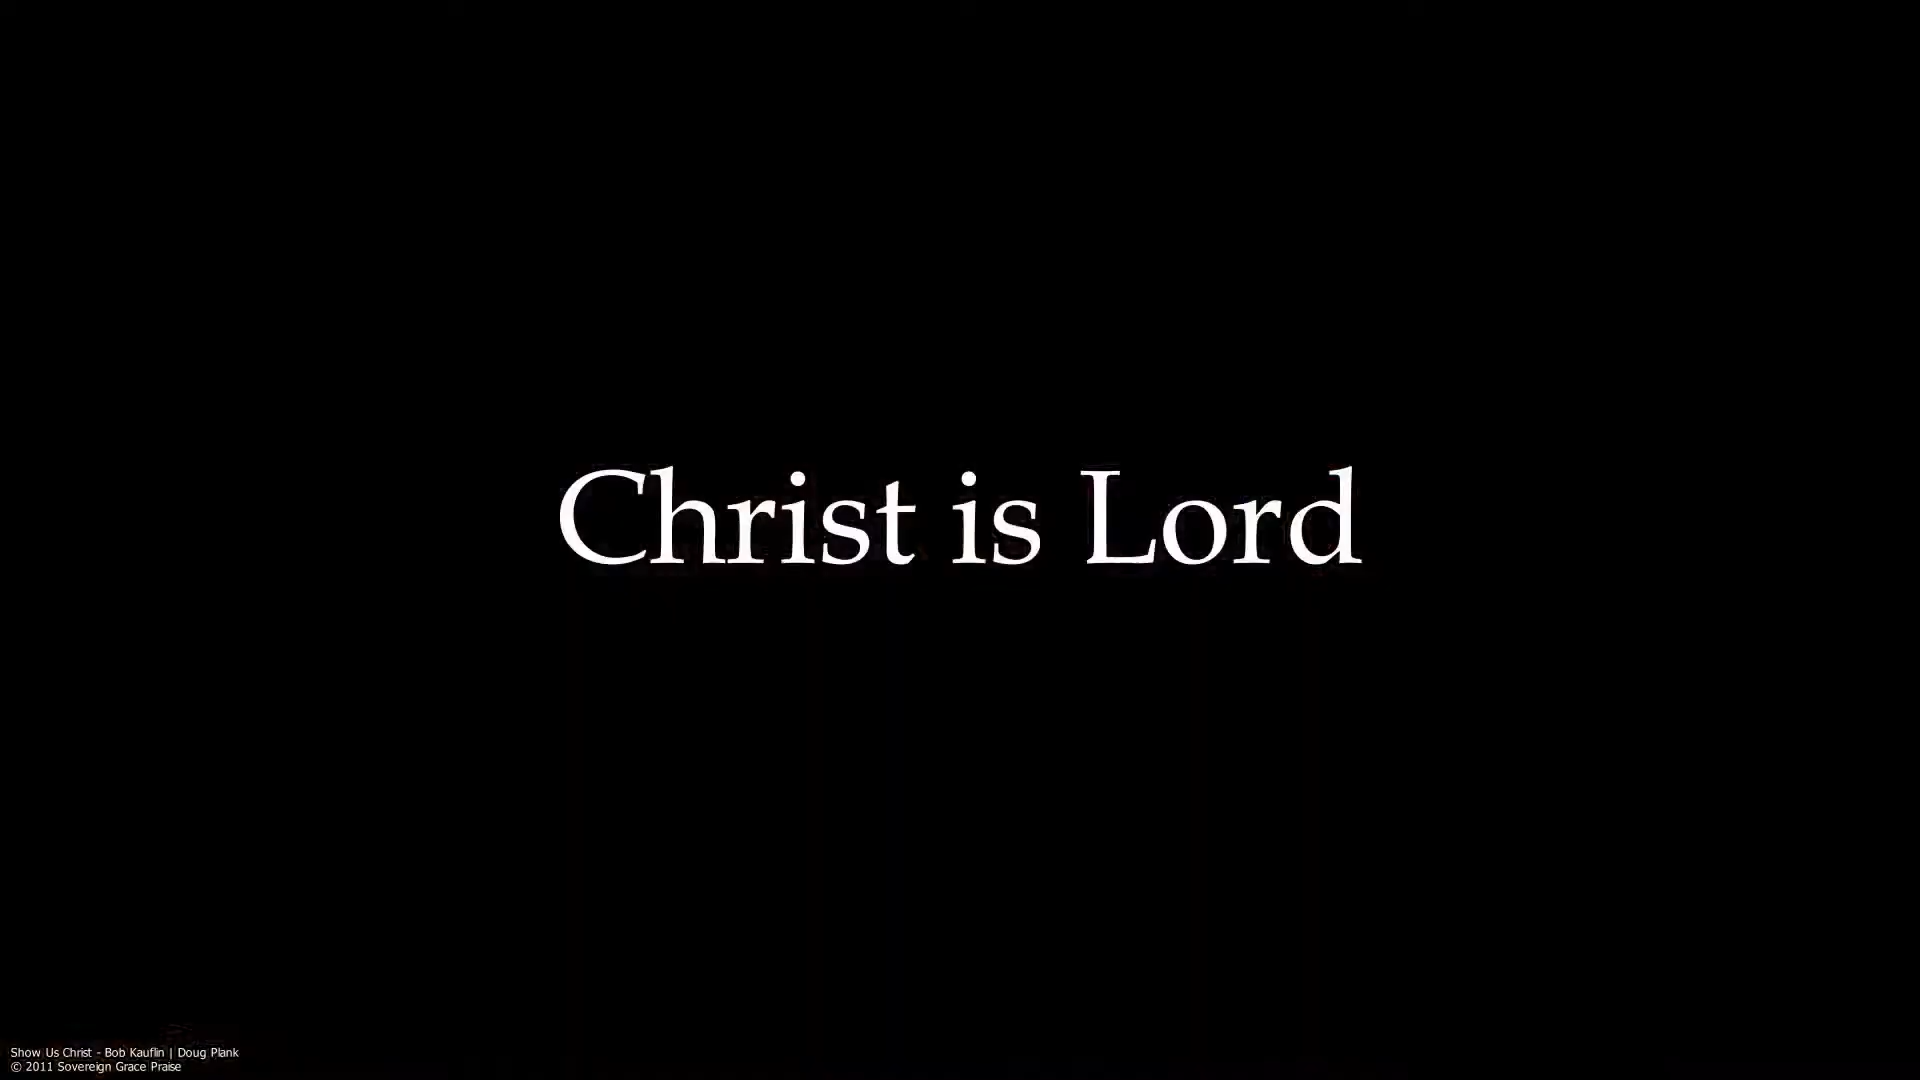 Christ is Lord
Show Us Christ - Bob Kauflin | Doug Plank
© 2011 Sovereign Grace Praise